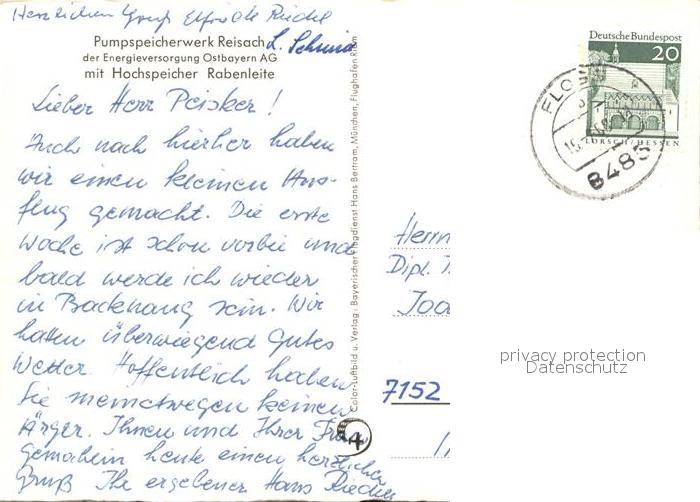 Herzlichen Gruß Elfriede Riedel
L. Schmid
Pumpspeicherwerk Reisach
der Energieversorgung Ostbayern AG
mit Hochspeicher Rabenleite
Lieber Herr Peisker!
Auch nach hierher haben
wir einen kleinen Aus-
flug gemacht. Die erste
Woche ist schon vorbei und
bald werde ich wieder
in Backnang sein. Wir
hatten überwiegend gutes
Wetter. Hoffentlich haben
Sie meinetwegen keinen
Ärger. Ihnen und Ihrer Frau
Gemahlin heute einen herzlichen
Gruß Ihr ergebener Hans Riedel
Color-Luftbild u. Verlag: Bayerischer Flugdienst Hans Bertram, München, Flughafen Riem
Deutsche Bundespost
20
LORSCH/HESSEN
FLOSS
8485
Herrn
Dipl. I
7152
privacy protection
Datenschutz